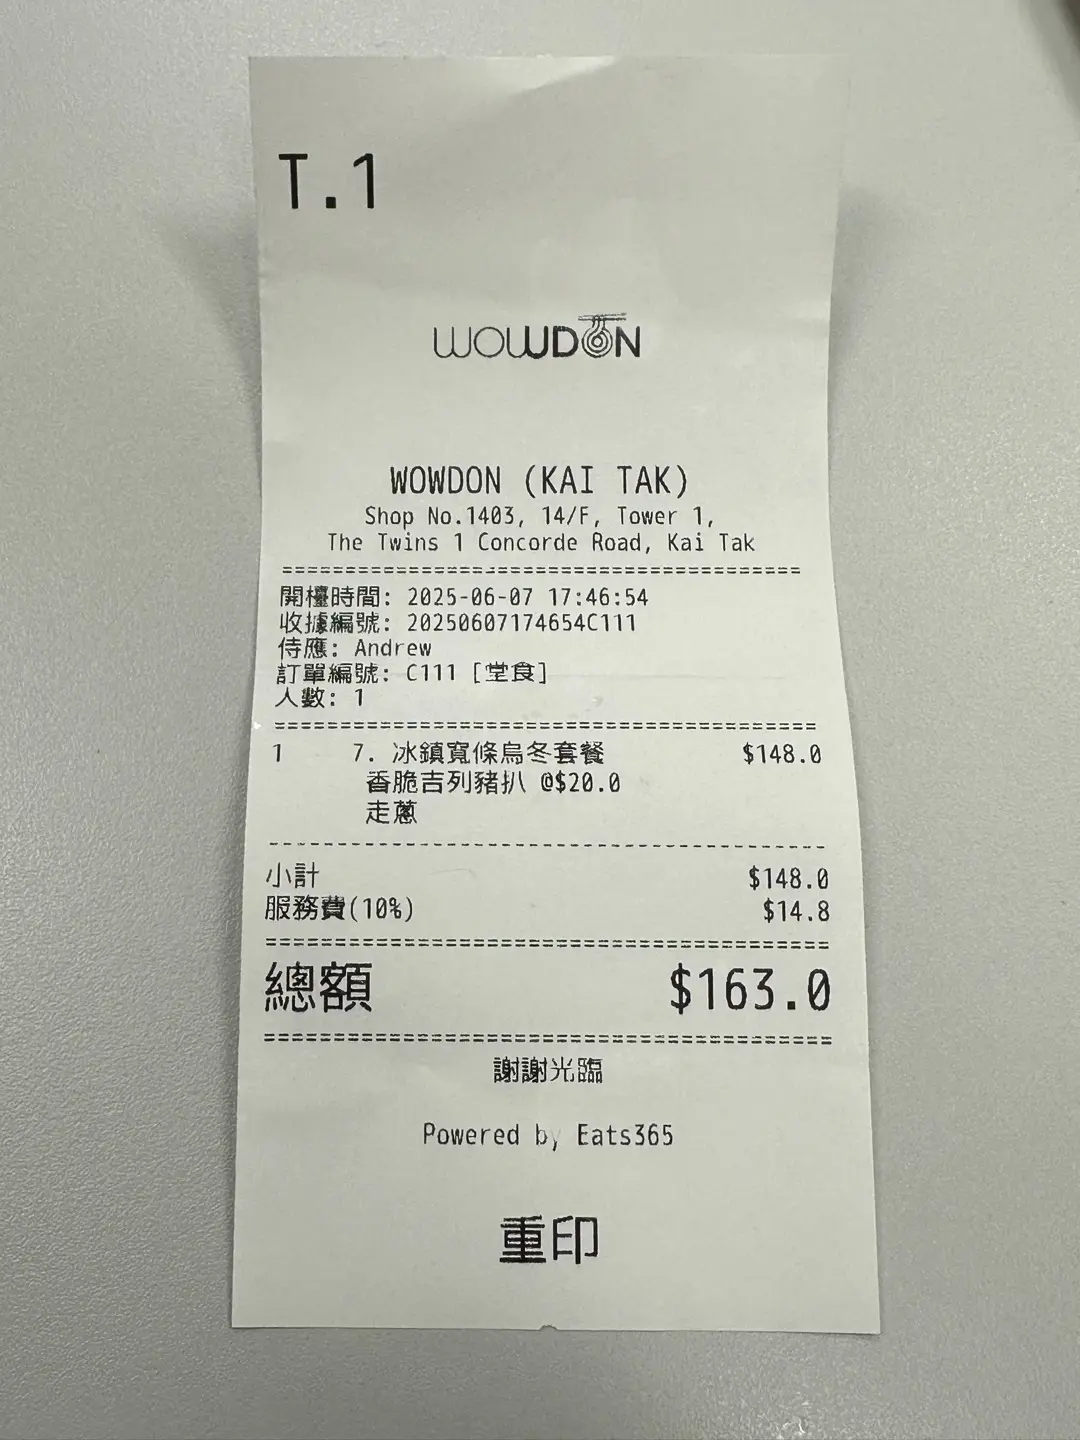 T.1
WOWDON
WOWDON (KAI TAK)
Shop No.1403, 14/F, Tower 1,
The Twins 1 Concorde Road, Kai Tak
========================================
開檯時間: 2025-06-07 17:46:54
收據編號: 20250607174654C111
侍應: Andrew
訂單編號: C111 [堂食]
人數: 1
========================================
1 7. 冰鎮寬條烏冬套餐 $148.0
香脆吉列豬扒 @$20.0
走蔥
----------------------------------------
小計 $148.0
服務費(10%) $14.8
========================================
總額 $163.0
========================================
謝謝光臨
Powered by Eats365
重印